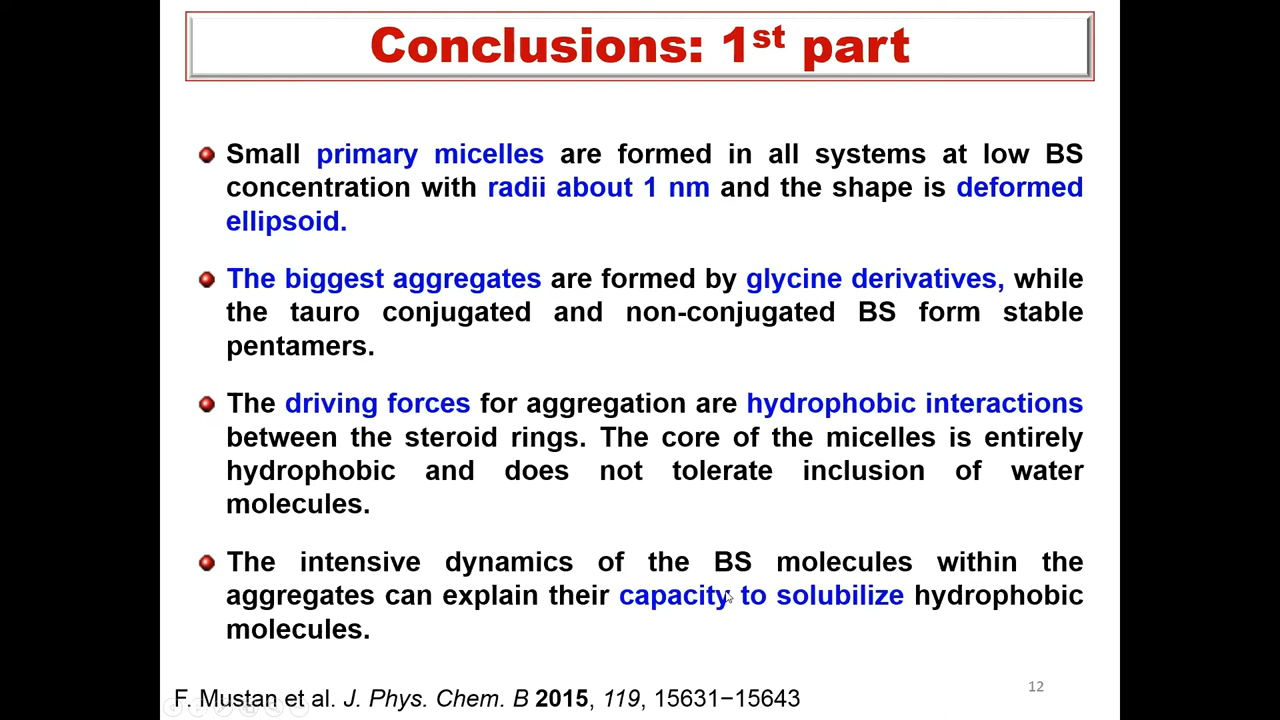 Conclusions: 1st part
Small primary micelles are formed in all systems at low BS
concentration with radii about 1 nm and the shape is deformed
ellipsoid.
The biggest aggregates are formed by glycine derivatives, while
the tauro conjugated and non-conjugated BS form stable
pentamers.
The driving forces for aggregation are hydrophobic interactions
between the steroid rings. The core of the micelles is entirely
hydrophobic and does not tolerate inclusion of water
molecules.
The intensive dynamics of the BS molecules within the
aggregates can explain their capacity to solubilize hydrophobic
molecules.
12
F. Mustan et al. J. Phys. Chem. B 2015, 119, 15631−15643